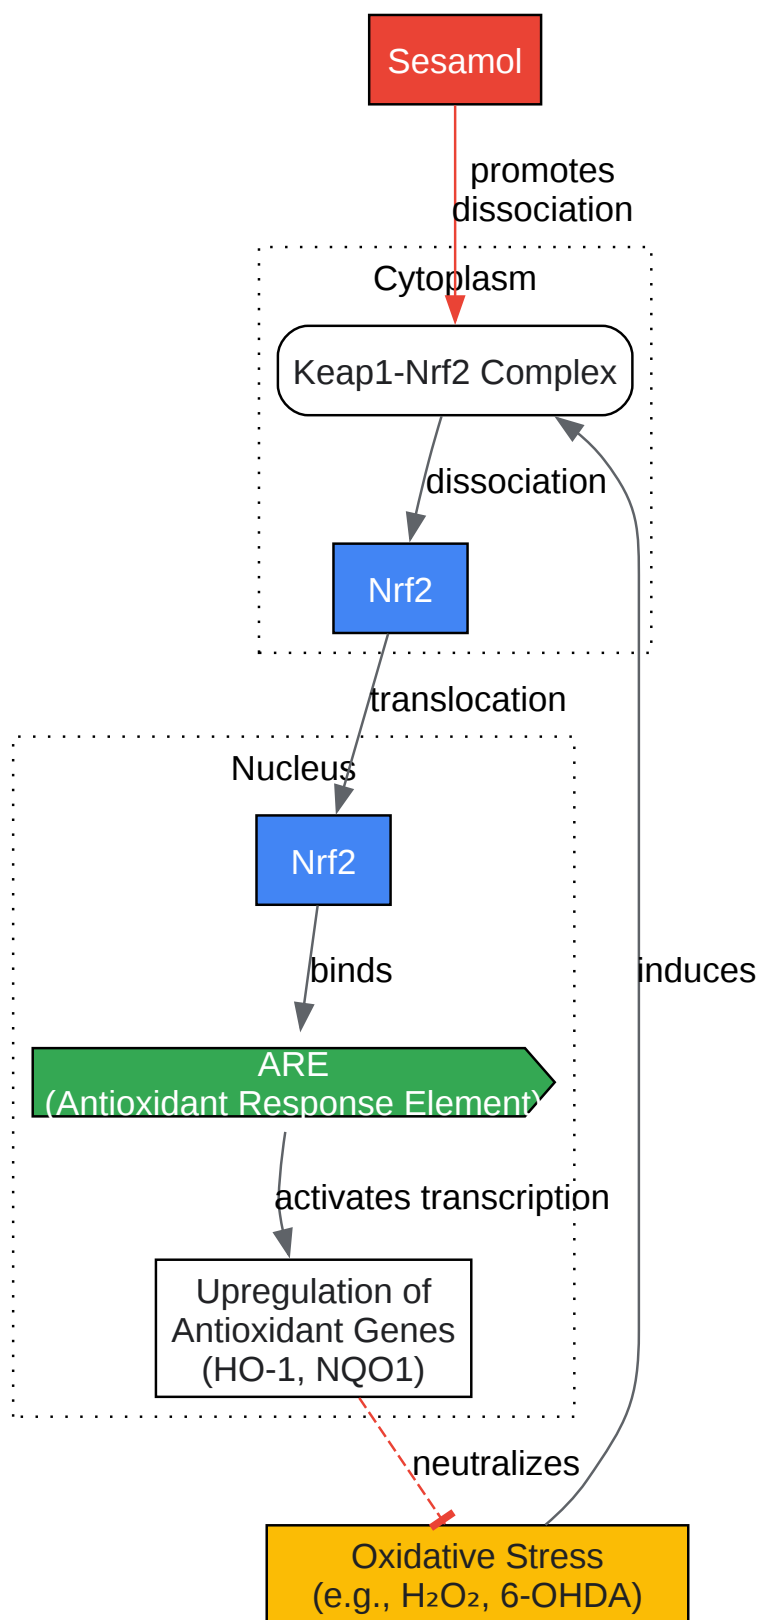 Sesamol
promotes
dissociation
Cytoplasm
Keap1-Nrf2 Complex
dissociation
Nrf2
translocation
Nucleus
Nrf2
binds
induces
ARE
(Antioxidant Response Element)
activates transcription
Upregulation of
Antioxidant Genes
(HO-1, NQO1)
neutralizes
Oxidative Stress
(e.g., H₂O₂, 6-OHDA)